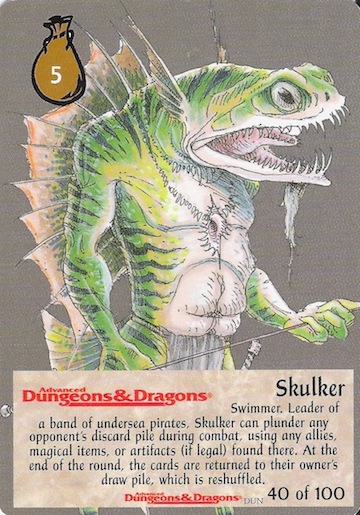 5
Advanced
Dungeons&Dragons®
Skulker
Swimmer. Leader of
a band of undersea pirates, Skulker can plunder any
opponent's discard pile during combat, using any allies,
magical items, or artifacts (if legal) found there. At the
end of the round, the cards are returned to their owner's
draw pile, which is reshuffled.
Advanced
Dungeons&Dragons® DUN 40 of 100